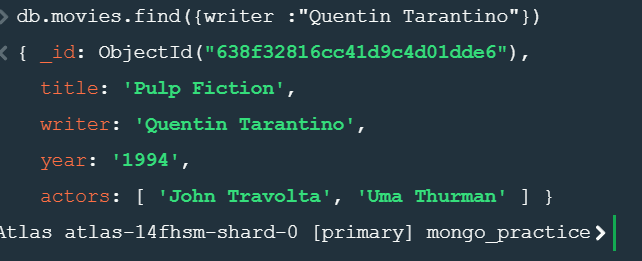 > db.movies.find({writer :"Quentin Tarantino"})
< { _id: ObjectId("638f32816cc41d9c4d01dde6"),
title: 'Pulp Fiction',
writer: 'Quentin Tarantino',
year: '1994',
actors: [ 'John Travolta', 'Uma Thurman' ] }
Atlas atlas-14fhsm-shard-0 [primary] mongo_practice>